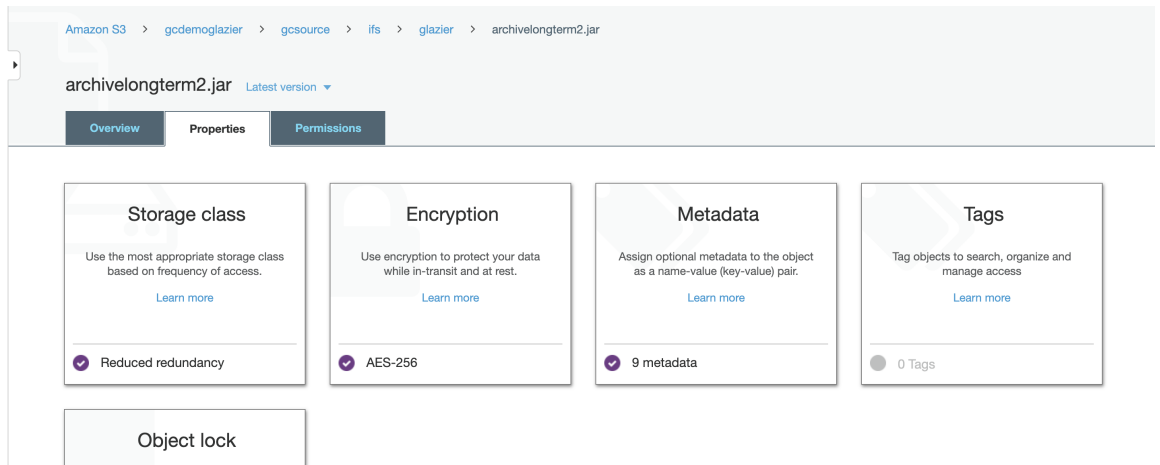 Amazon S3 > gcdemoglazier > gcsource > ifs > glazier > archivelongterm2.jar
archivelongterm2.jar Latest version
Overview Properties Permissions
Storage class
Use the most appropriate storage class
based on frequency of access.
Learn more
Reduced redundancy
Encryption
Use encryption to protect your data
while in-transit and at rest.
Learn more
AES-256
Metadata
Assign optional metadata to the object
as a name-value (key-value) pair.
Learn more
9 metadata
Tags
Tag objects to search, organize and
manage access
Learn more
0 Tags
Object lock